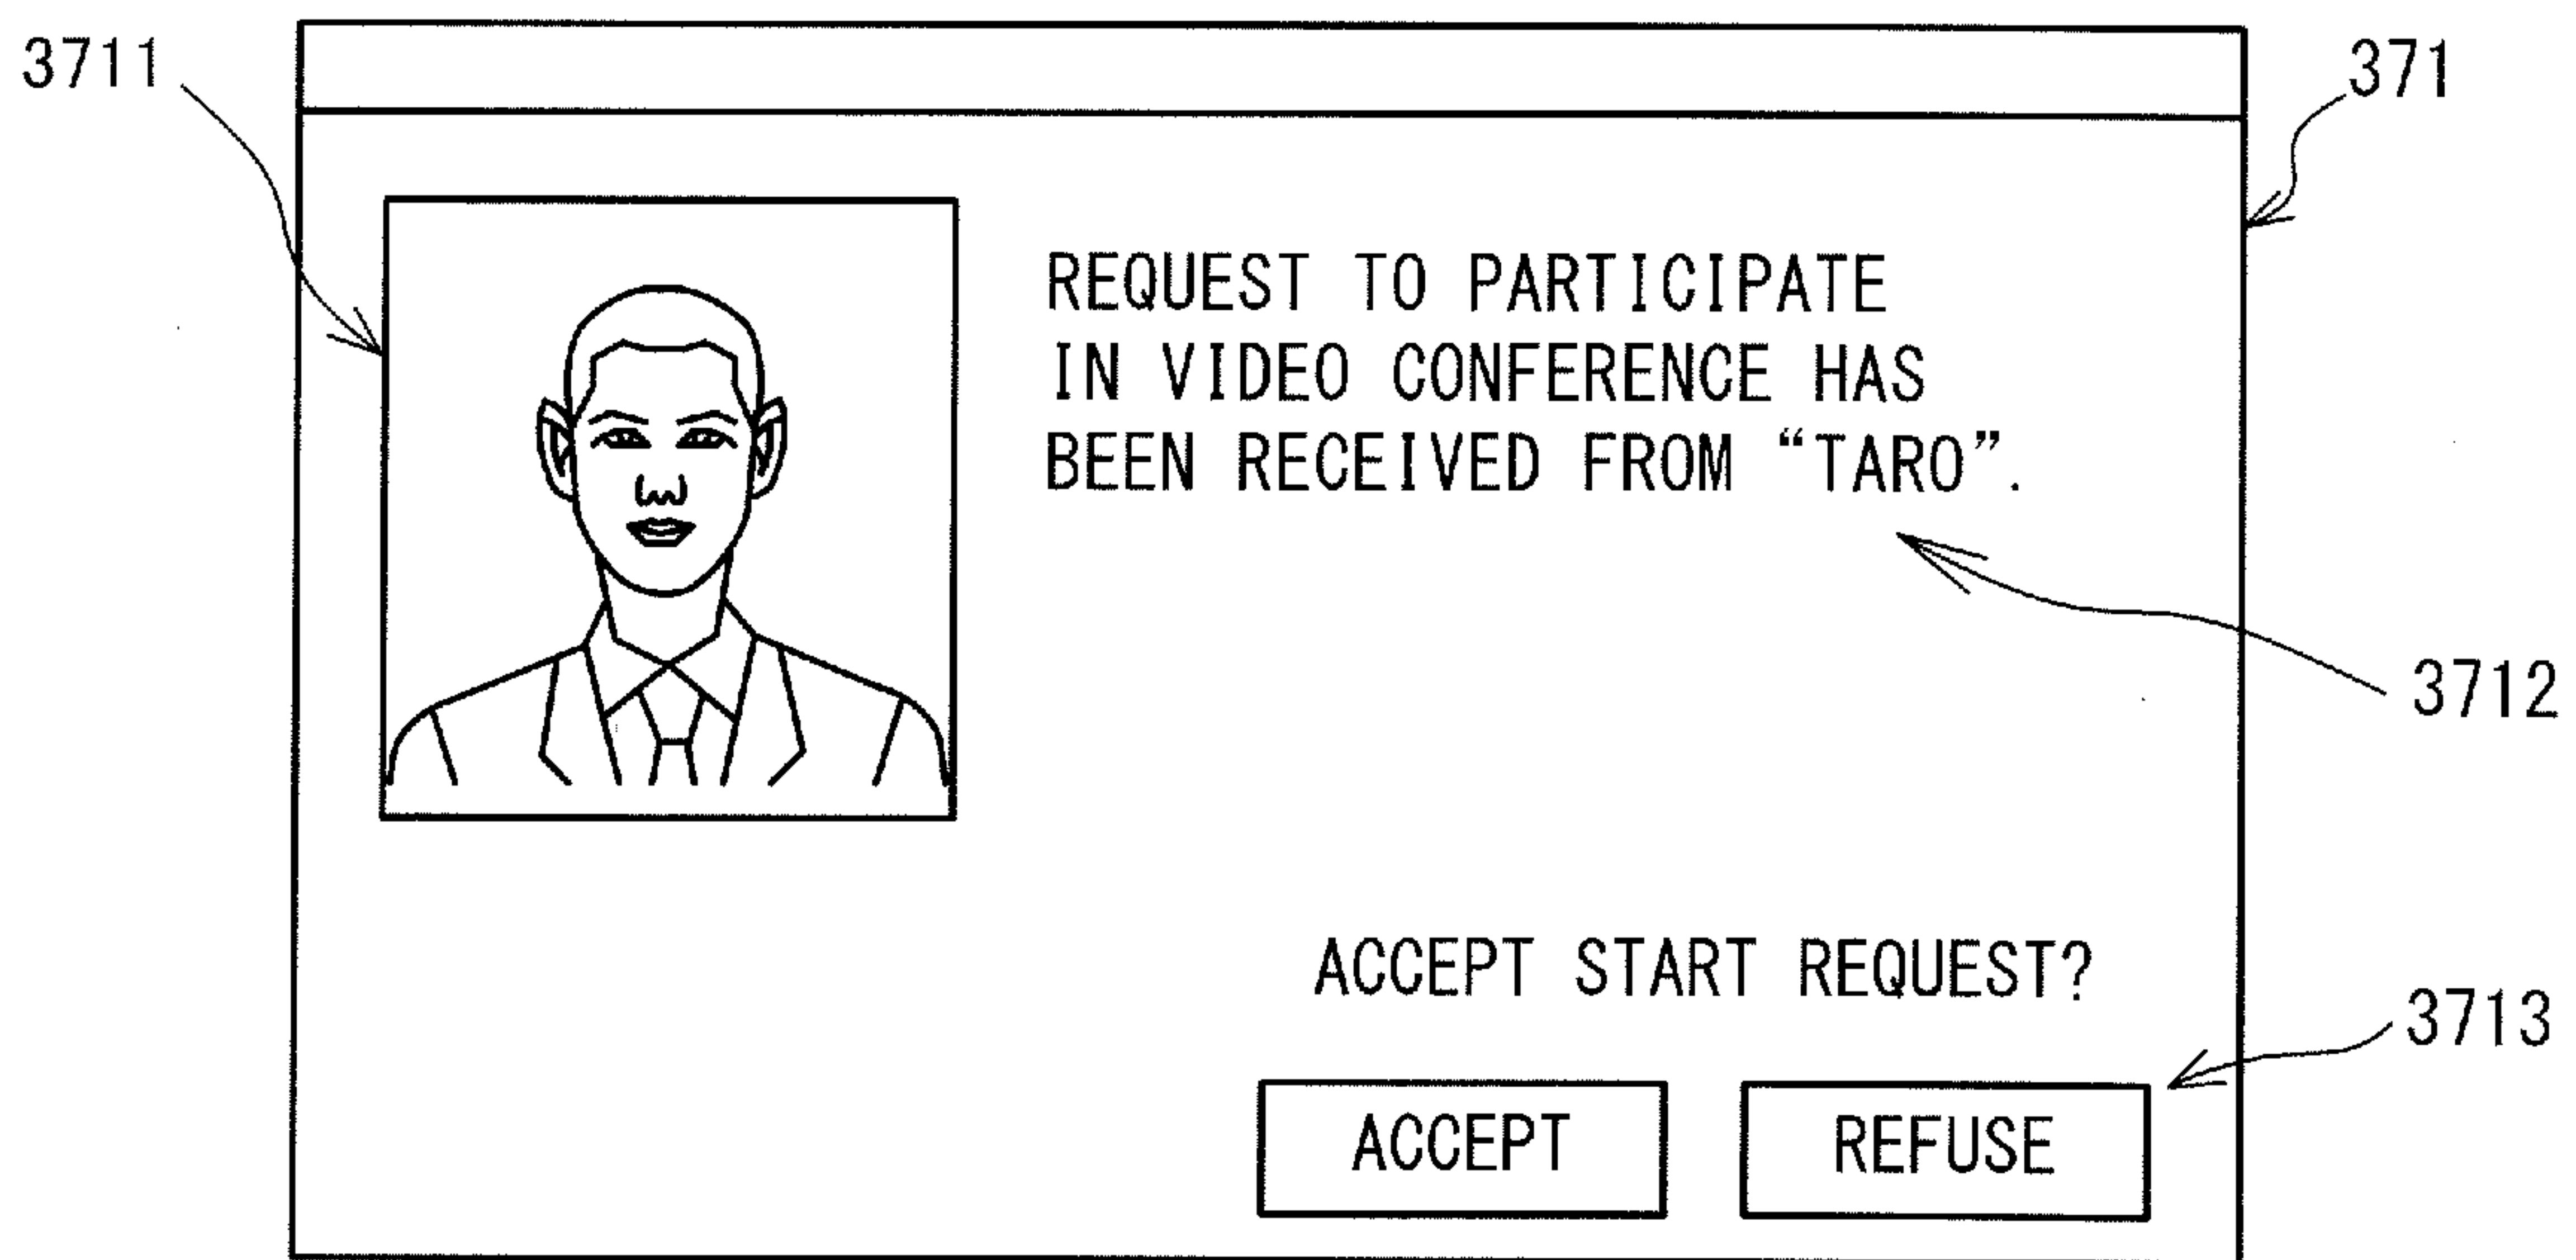 3711
371
REQUEST TO PARTICIPATE
IN VIDEO CONFERENCE HAS
BEEN RECEIVED FROM “TARO”.
3712
ACCEPT START REQUEST?
3713
ACCEPT
REFUSE